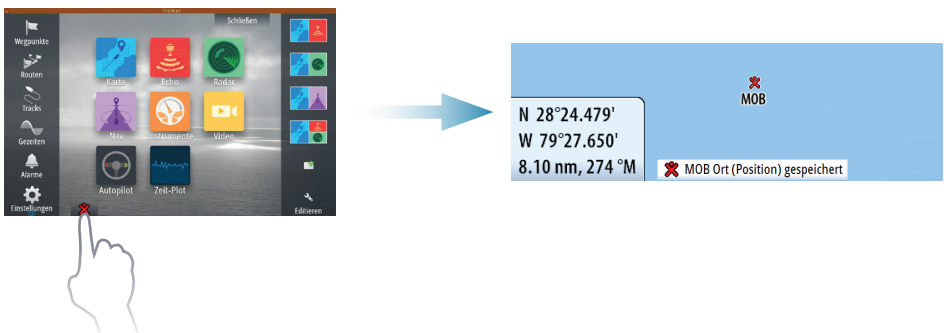 Schließen
Wegpunkte
Routen
Tracks
Gezeiten
Alarme
Einstellungen
Karte
Echo
Radar
Nav
Instrumente
Video
Autopilot
Zeit-Plot
Editieren
MOB
N 28°24.479'
W 79°27.650'
8.10 nm, 274 °M
MOB Ort (Position) gespeichert